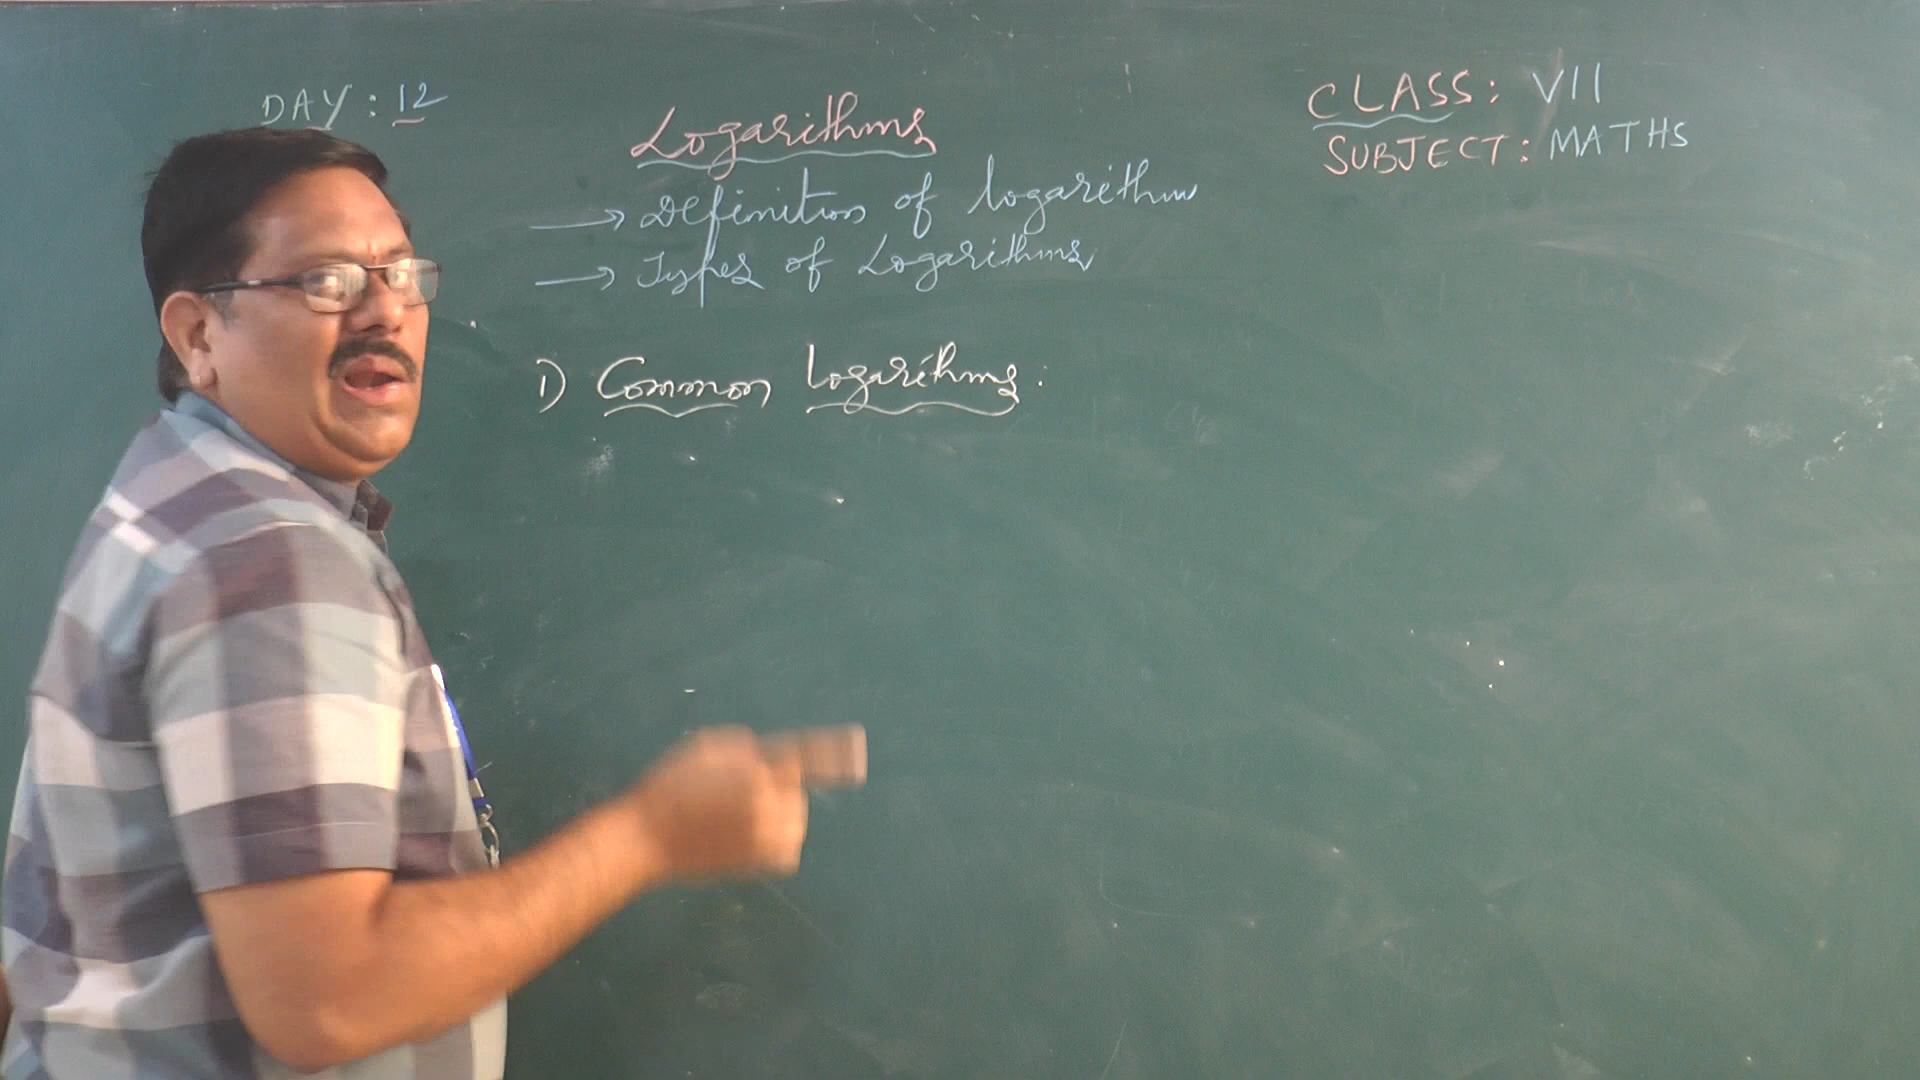 DAY : 12
Logarithms
CLASS : VII
SUBJECT : MATHS
→ Definition of logarithm
→ Types of Logarithms
1) Common Logarithms :